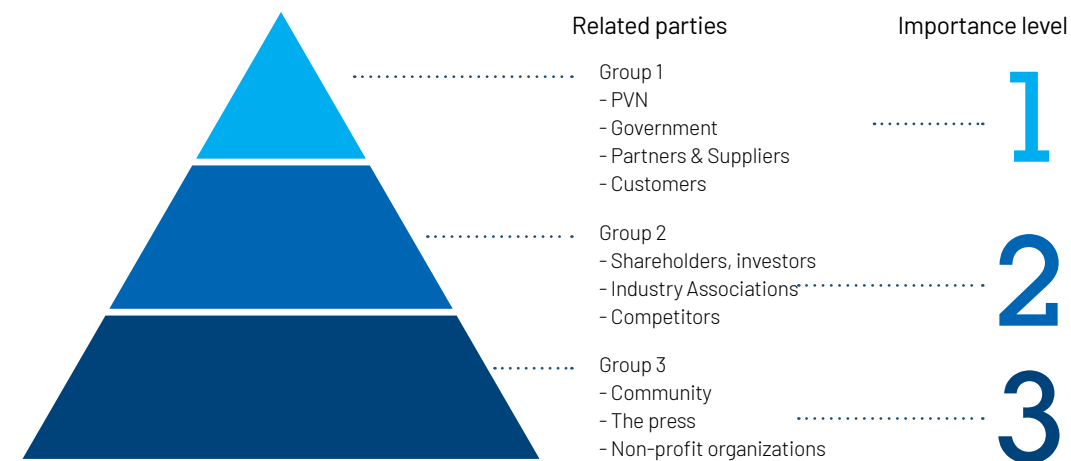 Related parties
Importance level
Group 1
- PVN
- Government
- Partners & Suppliers
- Customers
1
Group 2
- Shareholders, investors
- Industry Associations
- Competitors
2
Group 3
- Community
- The press
- Non-profit organizations
3